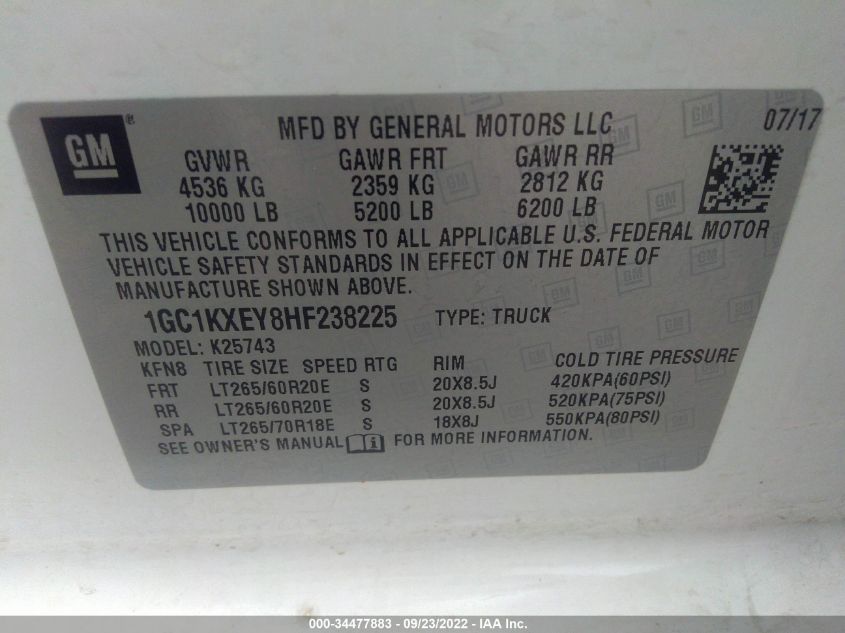 GM ® MFD BY GENERAL MOTORS LLC 07/17
GVWR GAWR FRT GAWR RR
4536 KG 2359 KG 2812 KG
10000 LB 5200 LB 6200 LB
THIS VEHICLE CONFORMS TO ALL APPLICABLE U.S. FEDERAL MOTOR
VEHICLE SAFETY STANDARDS IN EFFECT ON THE DATE OF
MANUFACTURE SHOWN ABOVE.
1GC1KXEY8HF238225 TYPE: TRUCK
MODEL: K25743
KFN8 TIRE SIZE SPEED RTG RIM COLD TIRE PRESSURE
FRT LT265/60R20E S 20X8.5J 420KPA(60PSI)
RR LT265/60R20E S 20X8.5J 520KPA(75PSI)
SPA LT265/70R18E S 18X8J 550KPA(80PSI)
SEE OWNER'S MANUAL FOR MORE INFORMATION.
000-34477883 - 09/23/2022 - IAA Inc.